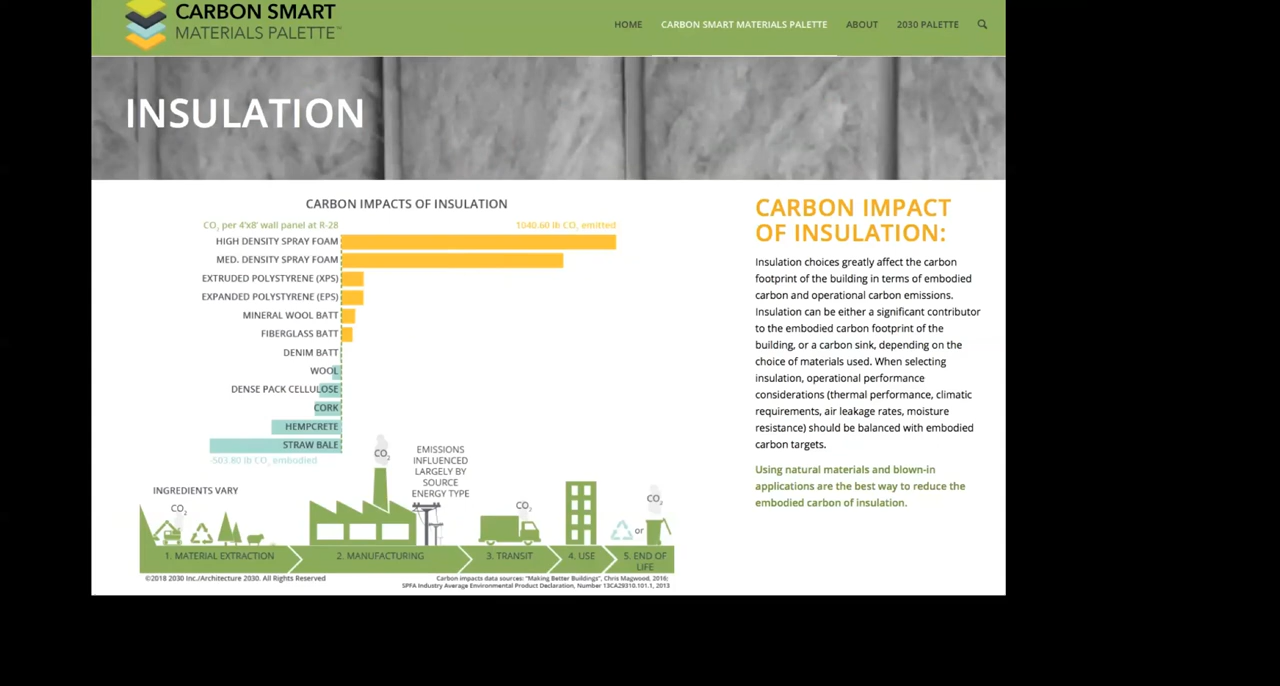 CARBON SMART
MATERIALS PALETTE™
HOME
CARBON SMART MATERIALS PALETTE
ABOUT
2030 PALETTE
INSULATION
CARBON IMPACTS OF INSULATION
CO₂ per 4'x8' wall panel at R-28
1040.60 lb CO₂ emitted
HIGH DENSITY SPRAY FOAM
MED. DENSITY SPRAY FOAM
EXTRUDED POLYSTYRENE (XPS)
EXPANDED POLYSTYRENE (EPS)
MINERAL WOOL BATT
FIBERGLASS BATT
DENIM BATT
WOOL
DENSE PACK CELLULOSE
CORK
HEMPCRETE
STRAW BALE
-503.80 lb CO₂ embodied
INGREDIENTS VARY
CO₂
CO₂
EMISSIONS
INFLUENCED
LARGELY BY
SOURCE
ENERGY TYPE
CO₂
CO₂
or
1. MATERIAL EXTRACTION
2. MANUFACTURING
3. TRANSIT
4. USE
5. END OF
LIFE
©2018 2030 Inc./Architecture 2030. All Rights Reserved
Carbon impacts data sources: "Making Better Buildings", Chris Magwood, 2016;
SPFA Industry Average Environmental Product Declaration, Number 13CA29310.101.1, 2013
CARBON IMPACT
OF INSULATION:
Insulation choices greatly affect the carbon
footprint of the building in terms of embodied
carbon and operational carbon emissions.
Insulation can be either a significant contributor
to the embodied carbon footprint of the
building, or a carbon sink, depending on the
choice of materials used. When selecting
insulation, operational performance
considerations (thermal performance, climatic
requirements, air leakage rates, moisture
resistance) should be balanced with embodied
carbon targets.
Using natural materials and blown-in
applications are the best way to reduce the
embodied carbon of insulation.